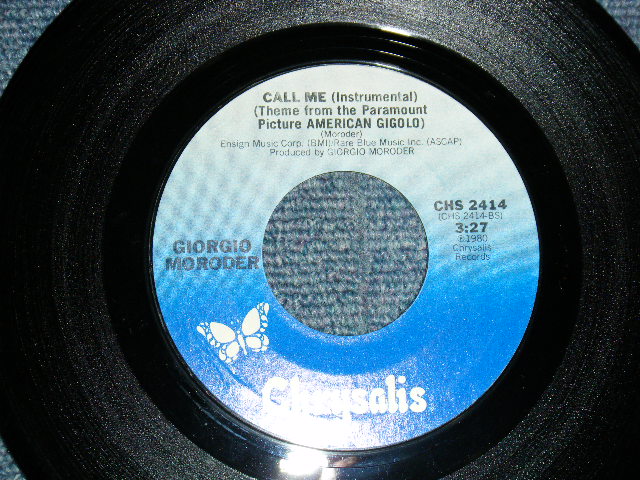 CALL ME (Instrumental)
(Theme from the Paramount
Picture AMERICAN GIGOLO)
(Moroder)
Ensign Music Corp. (BMI)/Rare Blue Music Inc. (ASCAP)
Produced by GIORGIO MORODER
CHS 2414
(CHS 2414-BS)
3:27
℗1980
Chrysalis
Records
GIORGIO
MORODER
Chrysalis